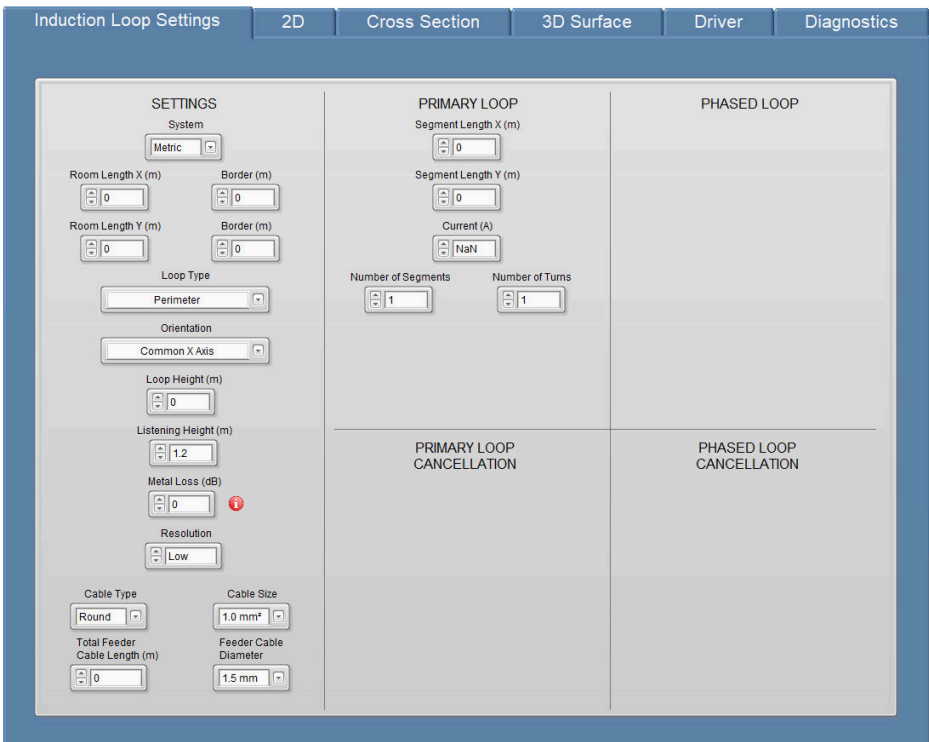 Induction Loop Settings 2D Cross Section 3D Surface Driver Diagnostics
SETTINGS
System
Metric
Room Length X (m) Border (m)
0 0
Room Length Y (m) Border (m)
0 0
Loop Type
Perimeter
Orientation
Common X Axis
Loop Height (m)
0
Listening Height (m)
1.2
Metal Loss (dB)
0
Resolution
Low
Cable Type Cable Size
Round 1.0 mm²
Total Feeder
Cable Length (m)
Feeder Cable
Diameter
0 1.5 mm
PRIMARY LOOP
Segment Length X (m)
0
Segment Length Y (m)
0
Current (A)
NaN
Number of Segments Number of Turns
1 1
PHASED LOOP
PRIMARY LOOP
CANCELLATION
PHASED LOOP
CANCELLATION